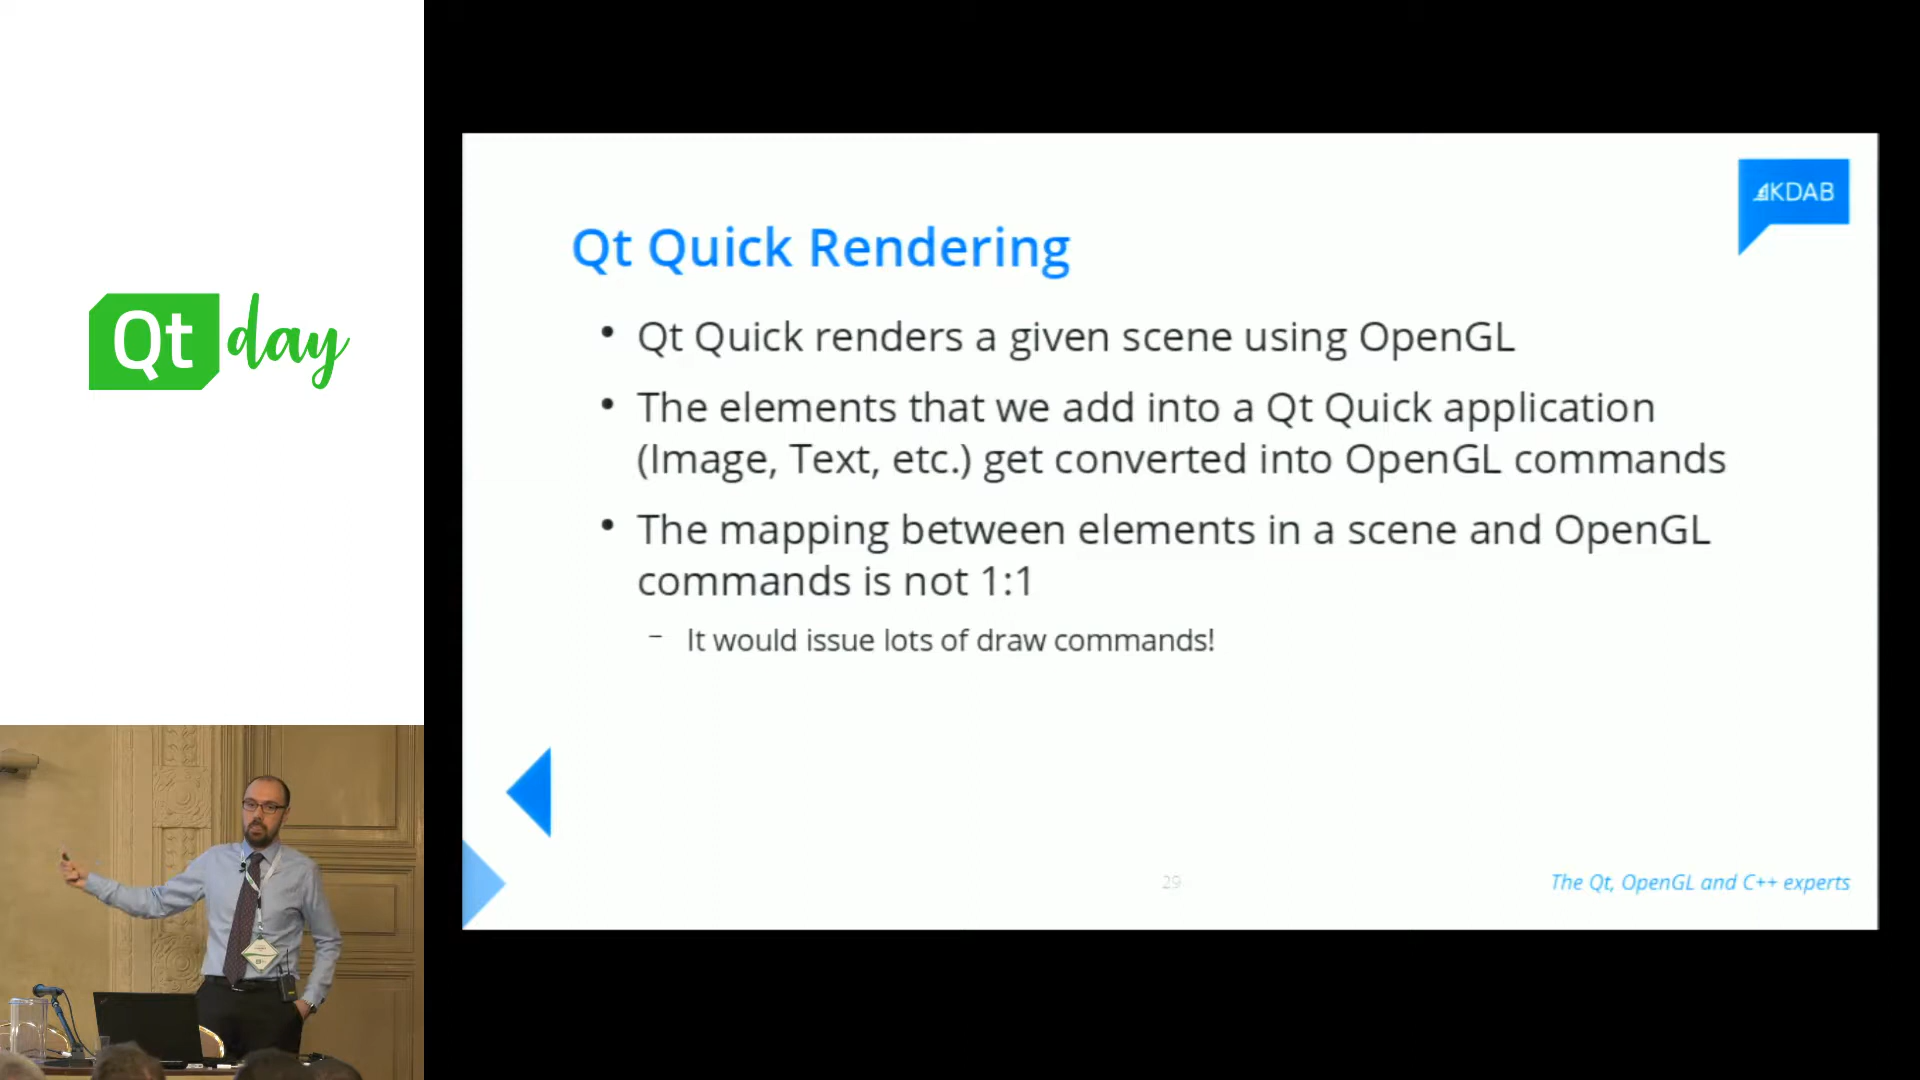 Qt day
KDAB
Qt Quick Rendering
• Qt Quick renders a given scene using OpenGL
• The elements that we add into a Qt Quick application
(Image, Text, etc.) get converted into OpenGL commands
• The mapping between elements in a scene and OpenGL
commands is not 1:1
– It would issue lots of draw commands!
29
The Qt, OpenGL and C++ experts